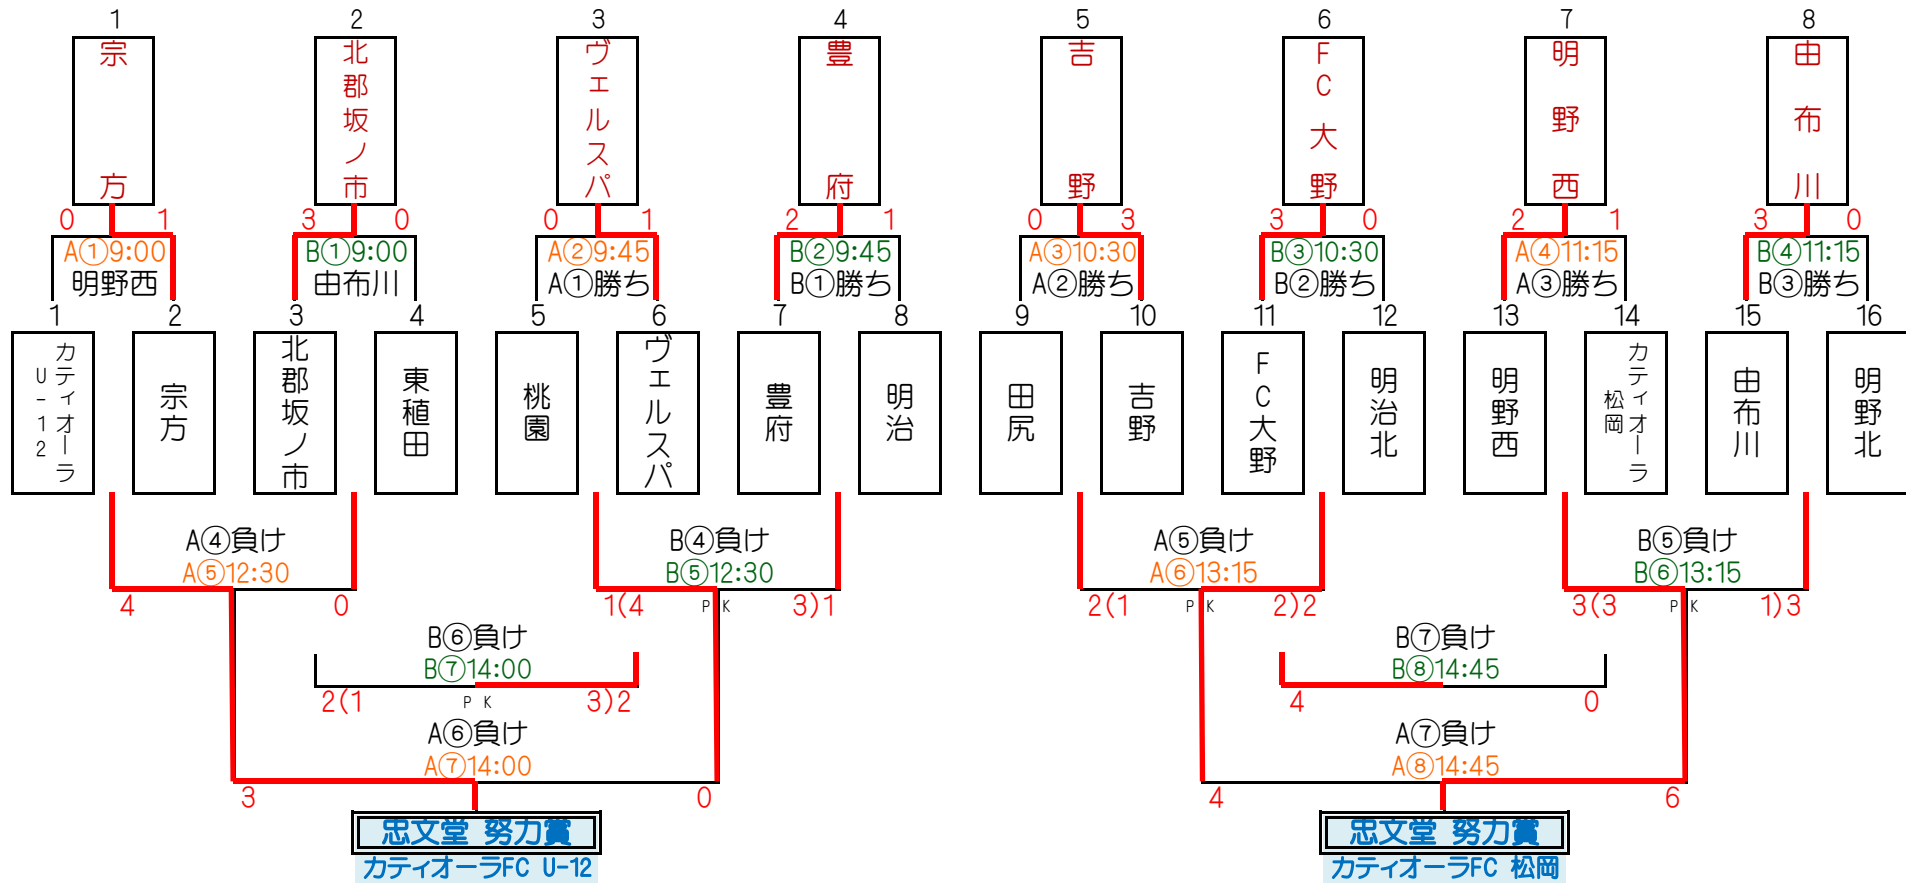 1 2 3 4 5 6 7 8
宗方 北郡坂ノ市 ヴェルスパ 豊府 吉野 FC大野 明野西 由布川
0 1 3 0 0 1 2 1 0 3 3 0 2 1 3 0
A①9:00 B①9:00 A②9:45 B②9:45 A③10:30 B③10:30 A④11:15 B④11:15
明野西 由布川 A①勝ち B①勝ち A②勝ち B②勝ち A③勝ち B③勝ち
1 2 3 4 5 6 7 8 9 10 11 12 13 14 15 16
カティオーラ
U-12
宗方
北郡坂ノ市
東稙田
桃園
ヴェルスパ
豊府
明治
田尻
吉野
FC大野
明治北
明野西
カティオーラ
松岡
由布川
明野北
A④負け B④負け A⑤負け B⑤負け
A⑤12:30 B⑤12:30 A⑥13:15 B⑥13:15
4 0 1(4 PK 3)1 2(1 PK 2)2 3(3 PK 1)3
B⑥負け B⑦負け
B⑦14:00 B⑧14:45
2(1 PK 3)2 4 0
A⑥負け A⑦負け
A⑦14:00 A⑧14:45
3 0 4 6
忠文堂 努力賞 忠文堂 努力賞
カティオーラFC U-12 カティオーラFC 松岡